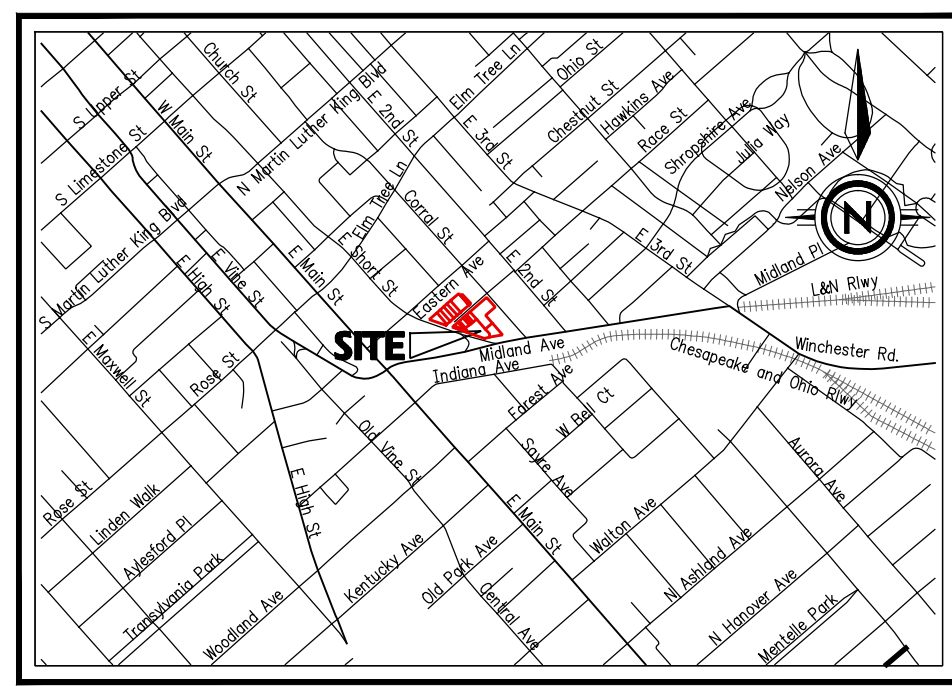 Church St
S Upper St
W Main St
S Limestone St
N Martin Luther King Blvd
E 2nd St
Elm Tree Ln
Ohio St
Chestnut St
Hawkins Ave
Race St
E 3rd St
Shropshire Ave
Julia Way
Nelson Ave
N
S Martin Luther King Blvd
E Vine St
E High St
E Main St
Elm Tree Ln
E Short St
Corral St
Eastern Ave
E 2nd St
E 3rd St
Midland Pl
L&N Rlwy
SITE
Midland Ave
Indiana Ave
Winchester Rd.
Chesapeake and Ohio Rlwy
E Maxwell St
Rose St
Old Vine St
Farest Ave
W Bell Ct
Sayre Ave
Aurora Ave
Rose St
Linden Walk
Aylesford Pl
Transylvania Park
Woodland Ave
E High St
Kentucky Ave
Old Park Ave
Central Ave
E Main St
Walton Ave
N Ashland Ave
N Hanover Ave
Mentelle Park